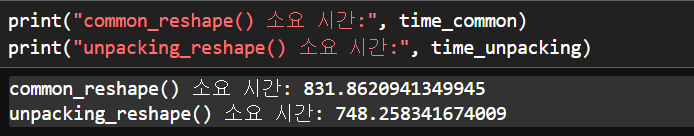 print("common_reshape() 소요 시간:", time_common)
print("unpacking_reshape() 소요 시간:", time_unpacking)
common_reshape() 소요 시간: 831.8620941349945
unpacking_reshape() 소요 시간: 748.258341674009